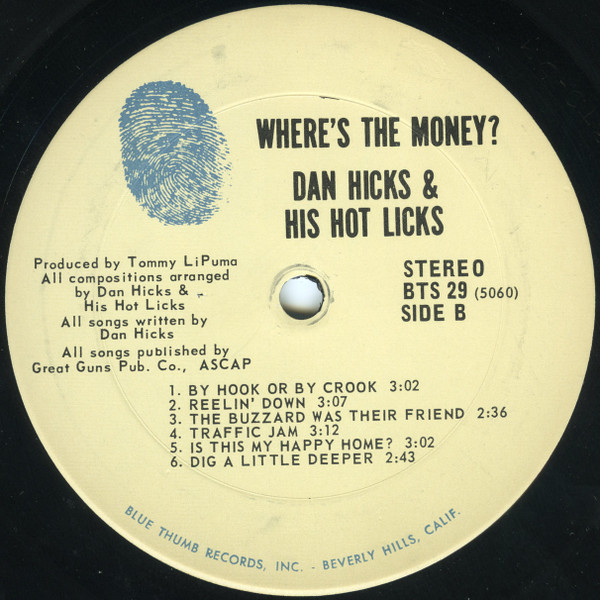 WHERE'S THE MONEY?
DAN HICKS &
HIS HOT LICKS
Produced by Tommy LiPuma
All compositions arranged
by Dan Hicks &
His Hot Licks
All songs written by
Dan Hicks
All songs published by
Great Guns Pub. Co., ASCAP
STEREO
BTS 29 (5060)
SIDE B
1. BY HOOK OR BY CROOK 3:02
2. REELIN' DOWN 3:07
3. THE BUZZARD WAS THEIR FRIEND 2:36
4. TRAFFIC JAM 3:12
5. IS THIS MY HAPPY HOME? 3:02
6. DIG A LITTLE DEEPER 2:43
BLUE THUMB RECORDS, INC. - BEVERLY HILLS, CALIF.